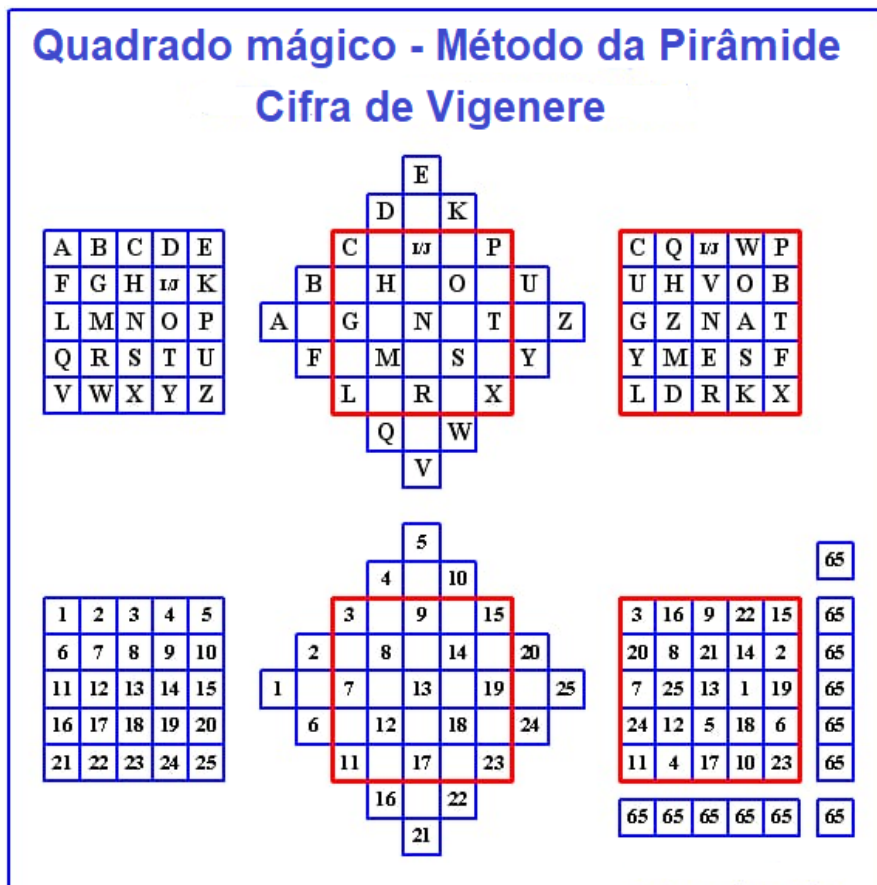 Quadrado mágico - Método da Pirâmide
Cifra de Vigenere
E
D K
A B C D E C I/J P C Q I/J W P
F G H I/J K B H O U U H V O B
L M N O P A G N T Z G Z N A T
Q R S T U F M S Y Y M E S F
V W X Y Z L R X L D R K X
Q W
V
5
65
4 10
1 2 3 4 5 3 9 15 3 16 9 22 15 65
6 7 8 9 10 2 8 14 20 20 8 21 14 2 65
11 12 13 14 15 1 7 13 19 25 7 25 13 1 19 65
16 17 18 19 20 6 12 18 24 24 12 5 18 6 65
21 22 23 24 25 11 17 23 11 4 17 10 23 65
16 22
65 65 65 65 65 65
21